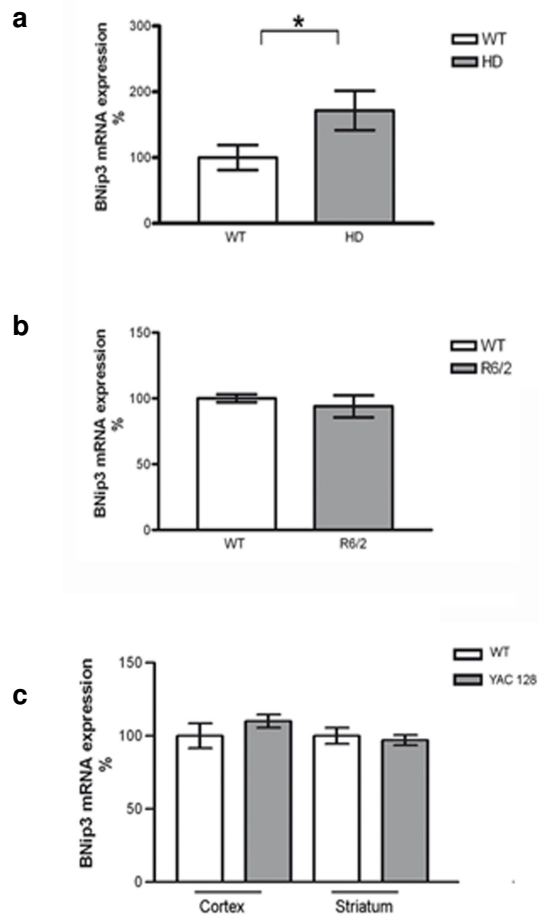 a
BNip3 mRNA expression
%
300
200
100
0
*
WT
HD
WT
HD
b
BNip3 mRNA expression
%
150
100
50
0
WT
R6/2
WT
R6/2
c
BNip3 mRNA expression
%
150
100
50
0
WT
YAC 128
Cortex
Striatum